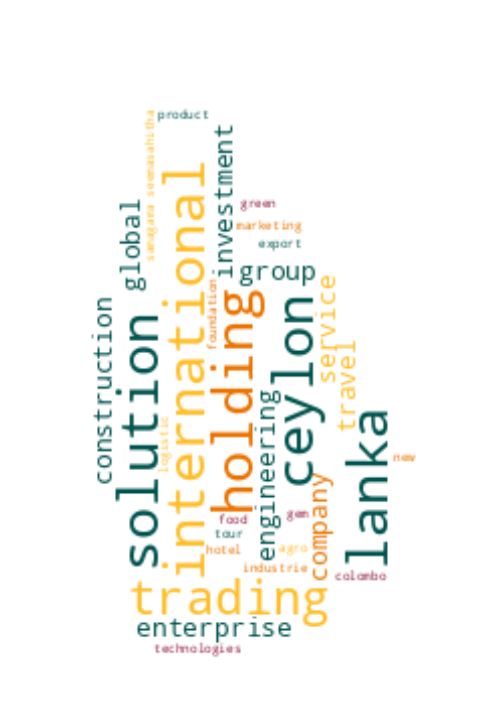 product
samagama seemasahitha
investment
international
global
green
marketing
export
group
foundation
service
holding
ceylon
construction
solution
travel
engineering
lanka
logistic
new
company
food
gem
tour
hotel
agro
industrie
colombo
trading
enterprise
technologies